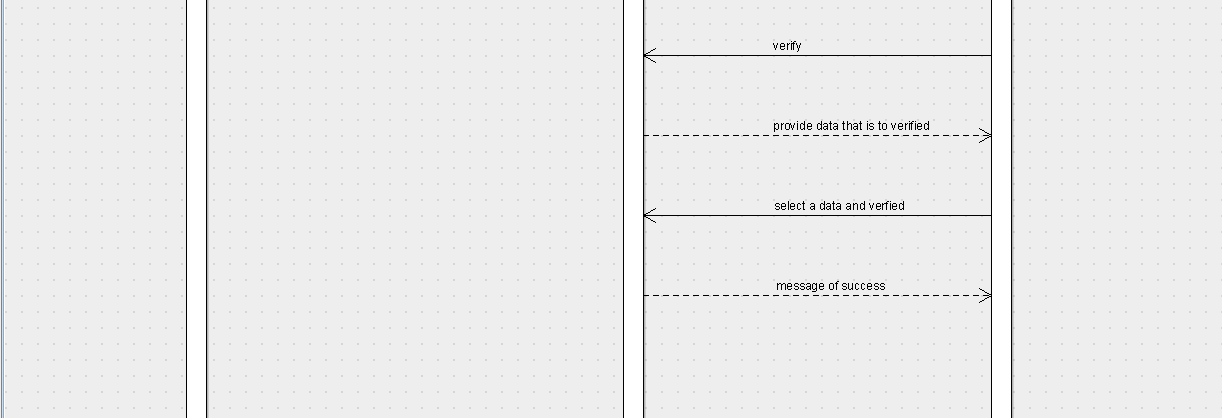 verify
provide data that is to verified
select a data and verfied
message of success